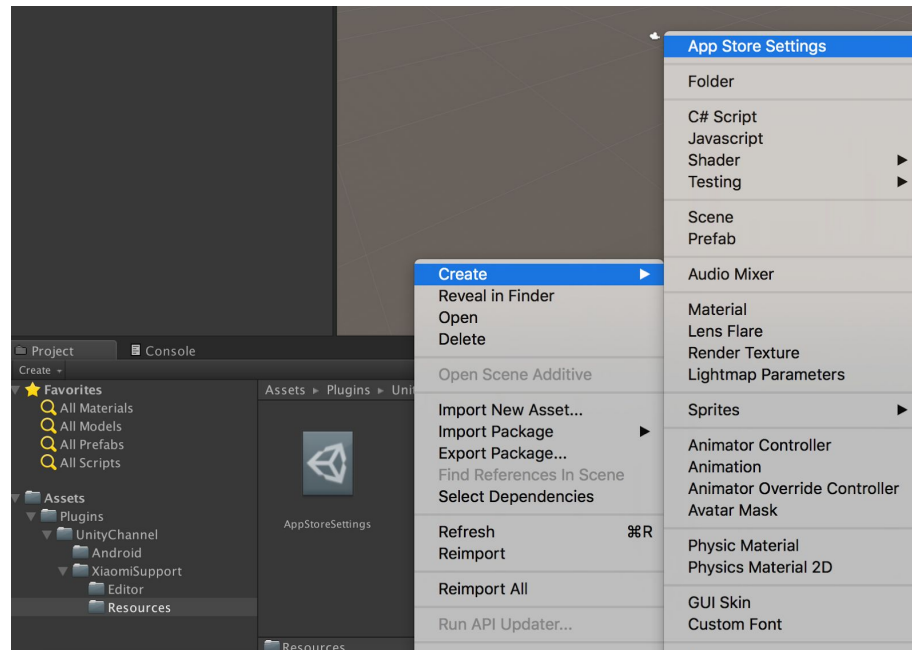 App Store Settings
Folder
C# Script
Javascript
Shader
Testing
Scene
Prefab
Audio Mixer
Material
Lens Flare
Render Texture
Lightmap Parameters
Sprites
Animator Controller
Animation
Animator Override Controller
Avatar Mask
Physic Material
Physics Material 2D
GUI Skin
Custom Font
Create
Reveal in Finder
Open
Delete
Open Scene Additive
Import New Asset...
Import Package
Export Package...
Find References In Scene
Select Dependencies
Refresh ⌘R
Reimport
Reimport All
Run API Updater...
Project Console
Create
Favorites
All Materials
All Models
All Prefabs
All Scripts
Assets
Plugins
UnityChannel
Android
XiaomiSupport
Editor
Resources
Assets ▸ Plugins ▸ Uni
AppStoreSettings
Resources